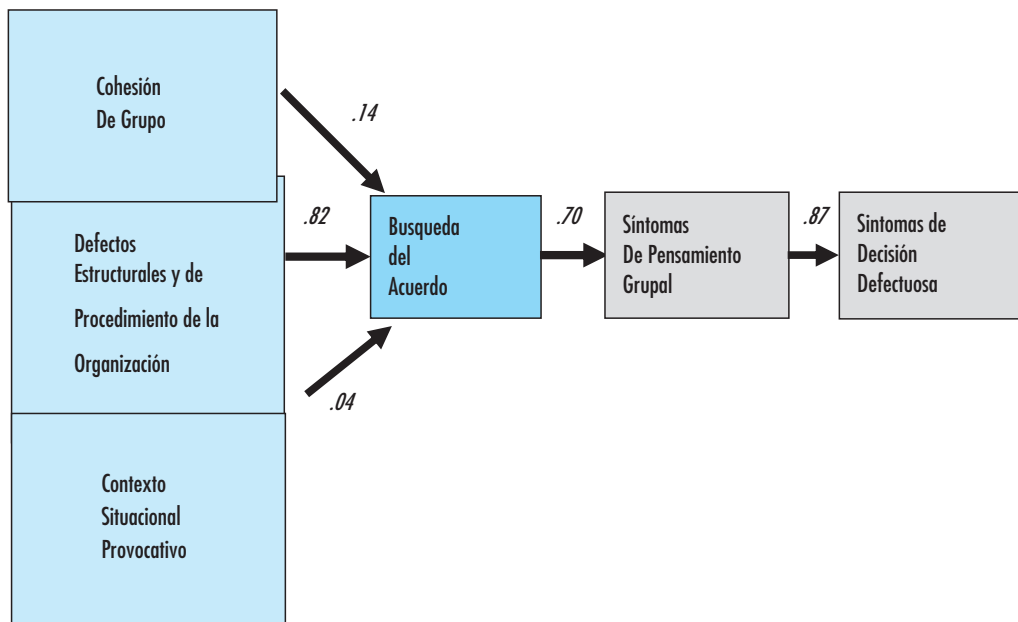 Cohesión
De Grupo
.14
Defectos
Estructurales y de
Procedimiento de la
Organización
.82
Busqueda
del
Acuerdo
.70
Síntomas
De Pensamiento
Grupal
.87
Sintomas de
Decisión
Defectuosa
.04
Contexto
Situacional
Provocativo